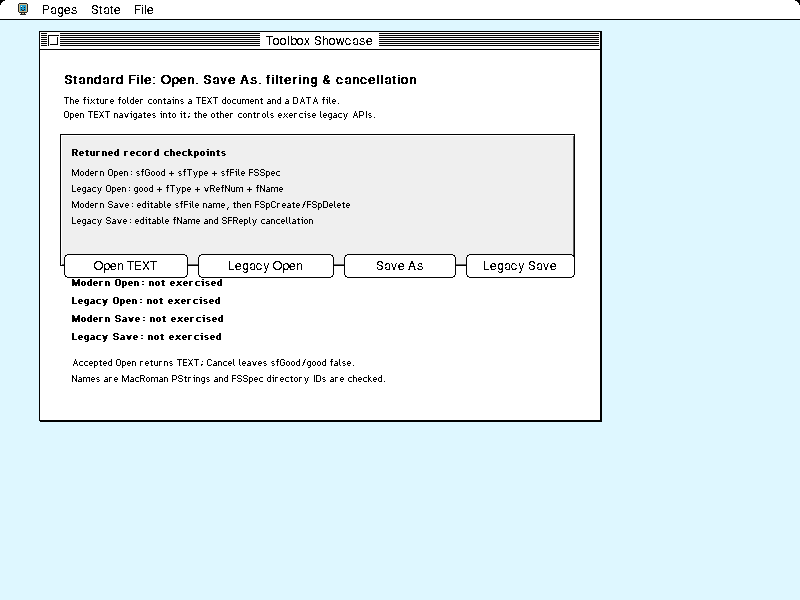 Pages State File
Toolbox Showcase
Standard File: Open. Save As. filtering & cancellation
The fixture folder contains a TEXT document and a DATA file.
Open TEXT navigates into it; the other controls exercise legacy APIs.
Returned record checkpoints
Modern Open: sfGood + sfType + sfFile FSSpec
Legacy Open: good + fType + vRefNum + fName
Modern Save: editable sfFile name, then FSpCreate/FSpDelete
Legacy Save: editable fName and SFReply cancellation
Open TEXT Legacy Open Save As Legacy Save
Modern Open: not exercised
Legacy Open: not exercised
Modern Save: not exercised
Legacy Save: not exercised
Accepted Open returns TEXT; Cancel leaves sfGood/good false.
Names are MacRoman PStrings and FSSpec directory IDs are checked.